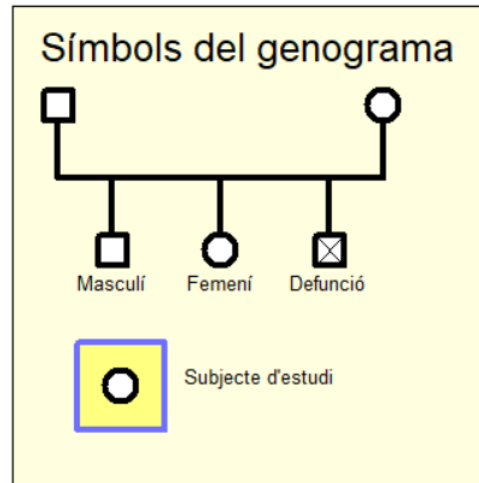 Símbols del genograma
Masculí Femení Defunció
Subjecte d'estudi